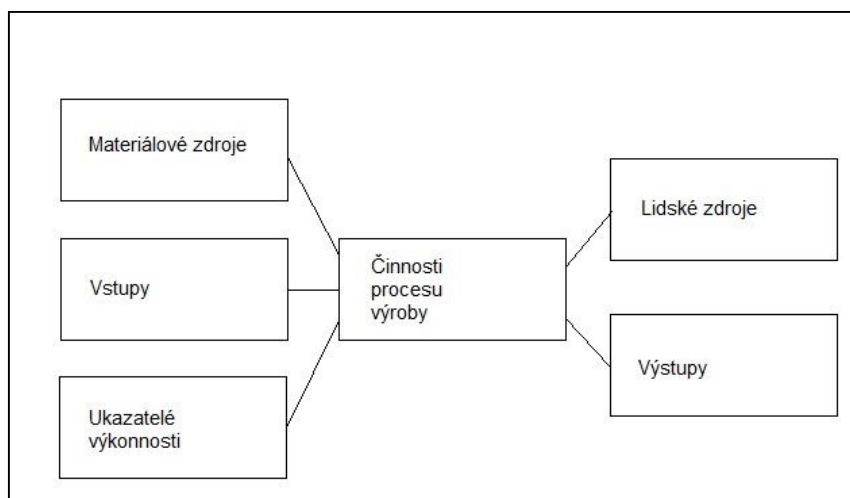 Materiálové zdroje
Vstupy
Ukazatelé
výkonnosti
Činnosti
procesu
výroby
Lidské zdroje
Výstupy